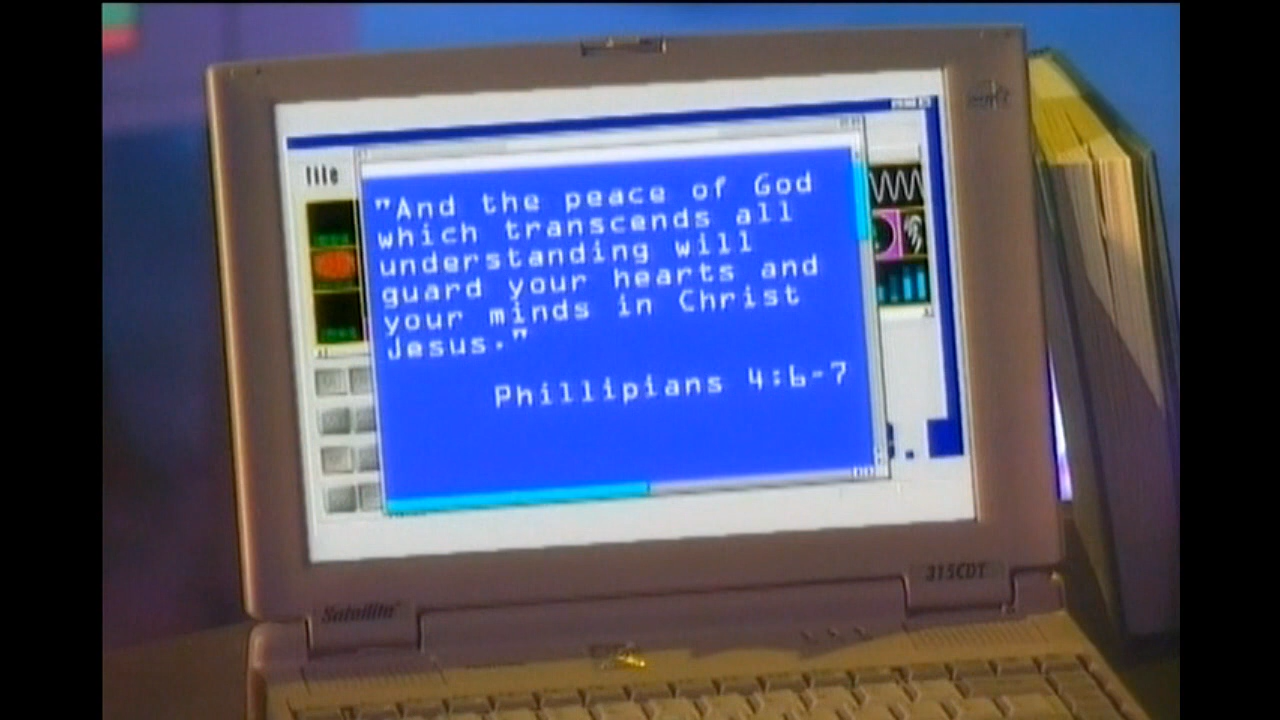 file
"And the peace of God
which transcends all
understanding will
guard your hearts and
your minds in Christ
Jesus."
Phillipians 4:6-7
Satellite
315CDT